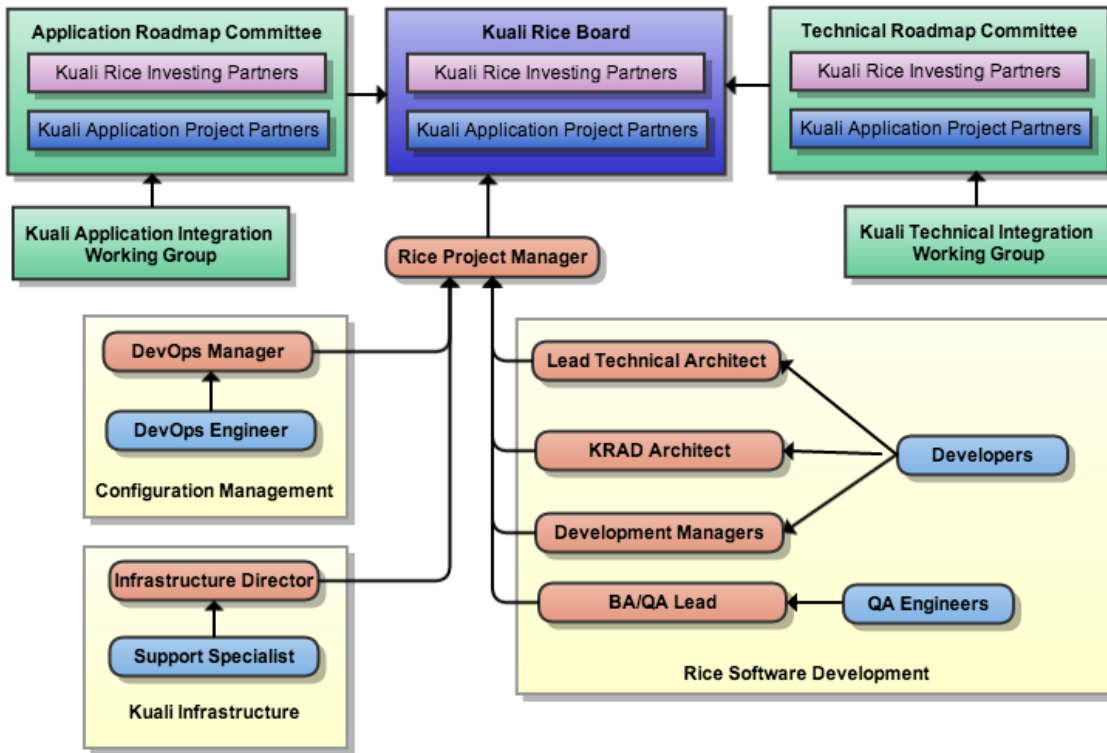 Application Roadmap Committee
Kuali Rice Investing Partners
Kuali Application Project Partners
Kuali Rice Board
Kuali Rice Investing Partners
Kuali Application Project Partners
Technical Roadmap Committee
Kuali Rice Investing Partners
Kuali Application Project Partners
Kuali Application Integration
Working Group
Rice Project Manager
Kuali Technical Integration
Working Group
DevOps Manager
DevOps Engineer
Configuration Management
Infrastructure Director
Support Specialist
Kuali Infrastructure
Lead Technical Architect
KRAD Architect
Developers
Development Managers
BA/QA Lead
QA Engineers
Rice Software Development